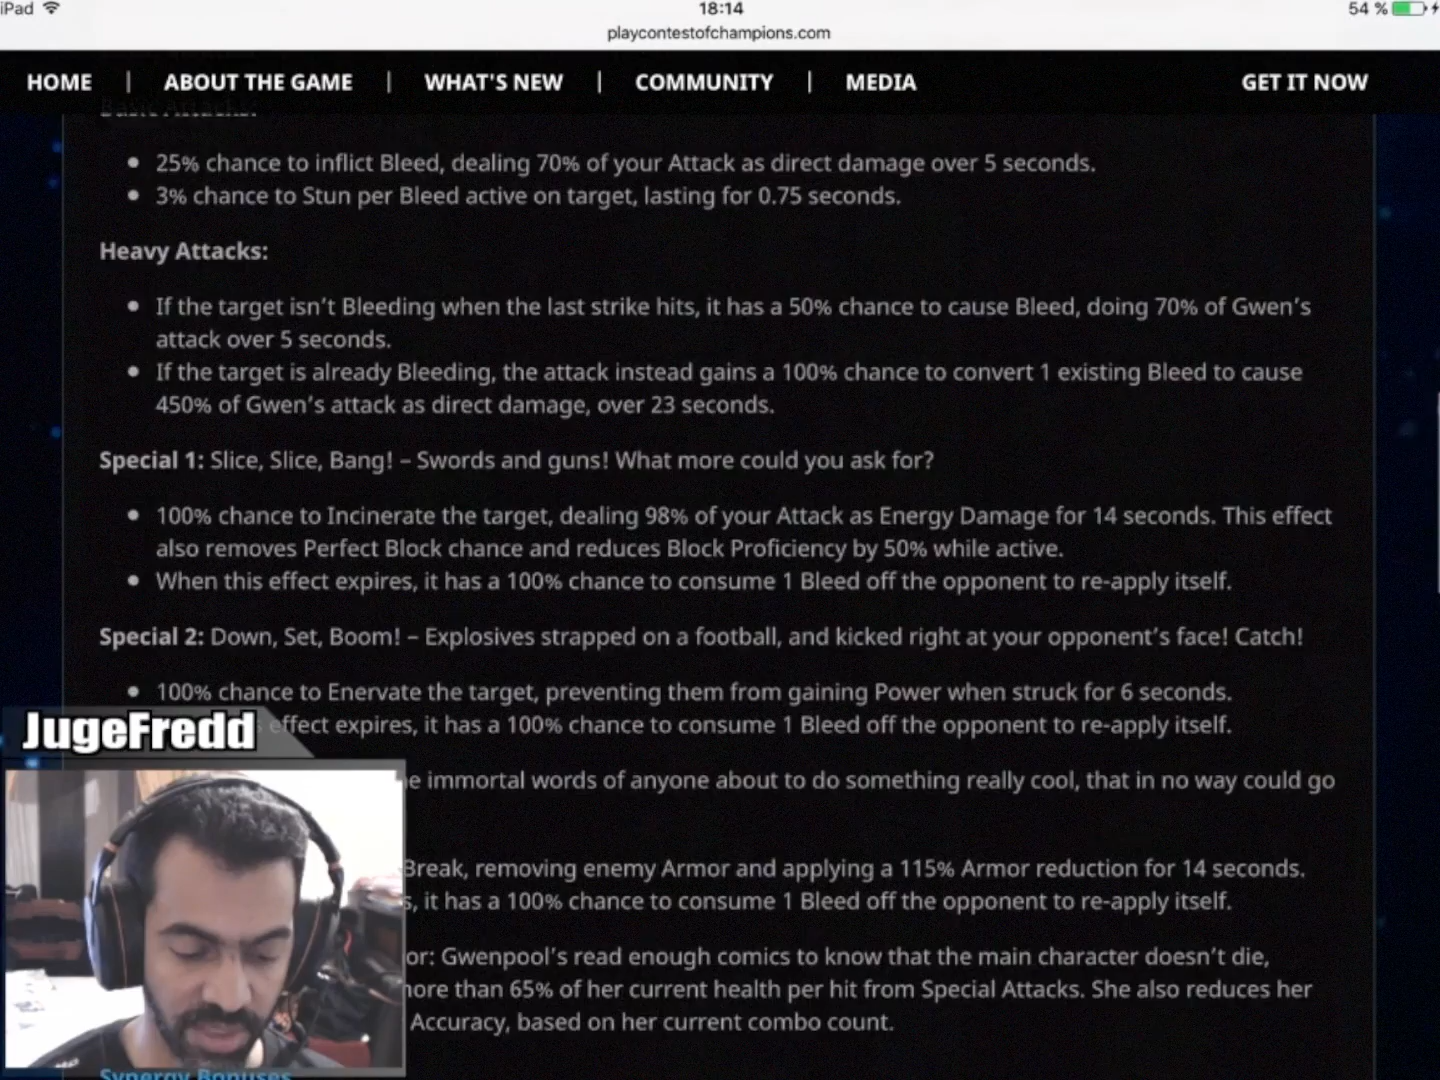 iPad 18:14 54 %
playcontestofchampions.com
HOME | ABOUT THE GAME | WHAT'S NEW | COMMUNITY | MEDIA GET IT NOW
Basic Attacks:
• 25% chance to inflict Bleed, dealing 70% of your Attack as direct damage over 5 seconds.
• 3% chance to Stun per Bleed active on target, lasting for 0.75 seconds.
Heavy Attacks:
• If the target isn't Bleeding when the last strike hits, it has a 50% chance to cause Bleed, doing 70% of Gwen's
attack over 5 seconds.
• If the target is already Bleeding, the attack instead gains a 100% chance to convert 1 existing Bleed to cause
450% of Gwen's attack as direct damage, over 23 seconds.
Special 1: Slice, Slice, Bang! – Swords and guns! What more could you ask for?
• 100% chance to Incinerate the target, dealing 98% of your Attack as Energy Damage for 14 seconds. This effect
also removes Perfect Block chance and reduces Block Proficiency by 50% while active.
• When this effect expires, it has a 100% chance to consume 1 Bleed off the opponent to re-apply itself.
Special 2: Down, Set, Boom! – Explosives strapped on a football, and kicked right at your opponent's face! Catch!
• 100% chance to Enervate the target, preventing them from gaining Power when struck for 6 seconds.
effect expires, it has a 100% chance to consume 1 Bleed off the opponent to re-apply itself.
JugeFredd
immortal words of anyone about to do something really cool, that in no way could go
Break, removing enemy Armor and applying a 115% Armor reduction for 14 seconds.
, it has a 100% chance to consume 1 Bleed off the opponent to re-apply itself.
or: Gwenpool's read enough comics to know that the main character doesn't die,
more than 65% of her current health per hit from Special Attacks. She also reduces her
Accuracy, based on her current combo count.
Synergy Bonuses